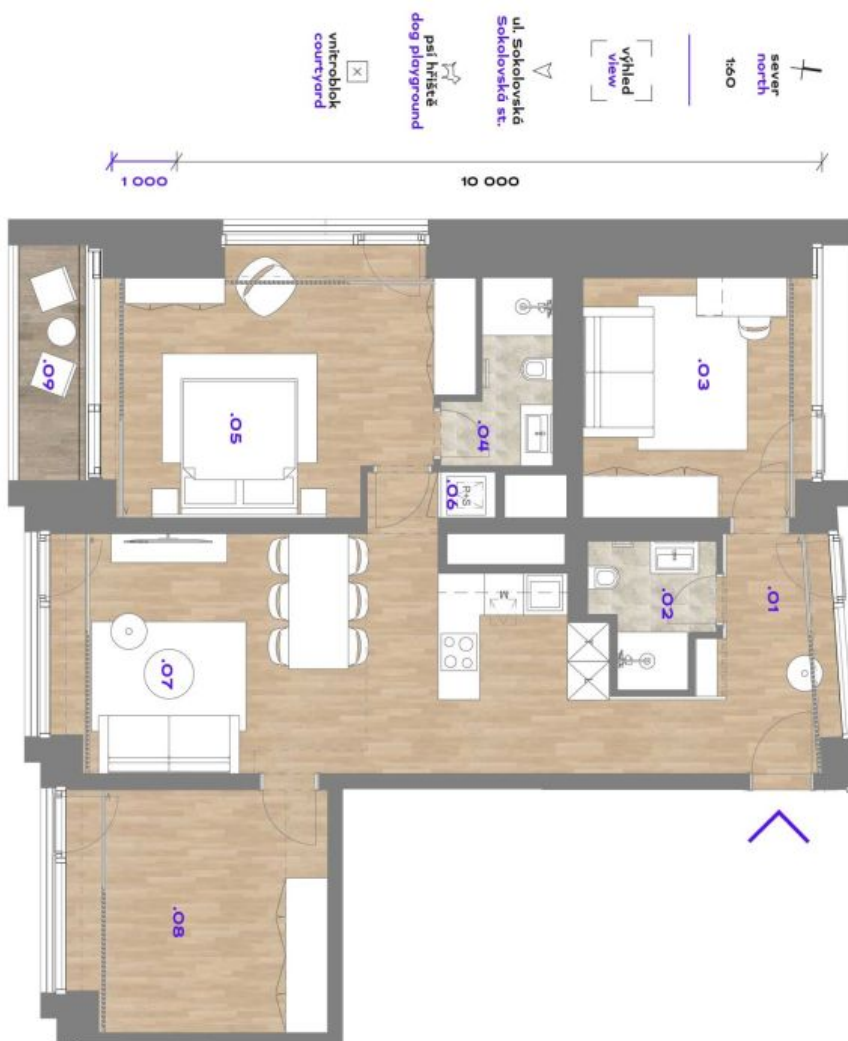 sever
north
1:60
výhled
view
ul. Sokolovská
Sokolovská st.
psí hřiště
dog playground
vnitroblok
courtyard
1 000
10 000
.01
.02
.03
.04
.05
.06
P+S
M
.07
.08
.09